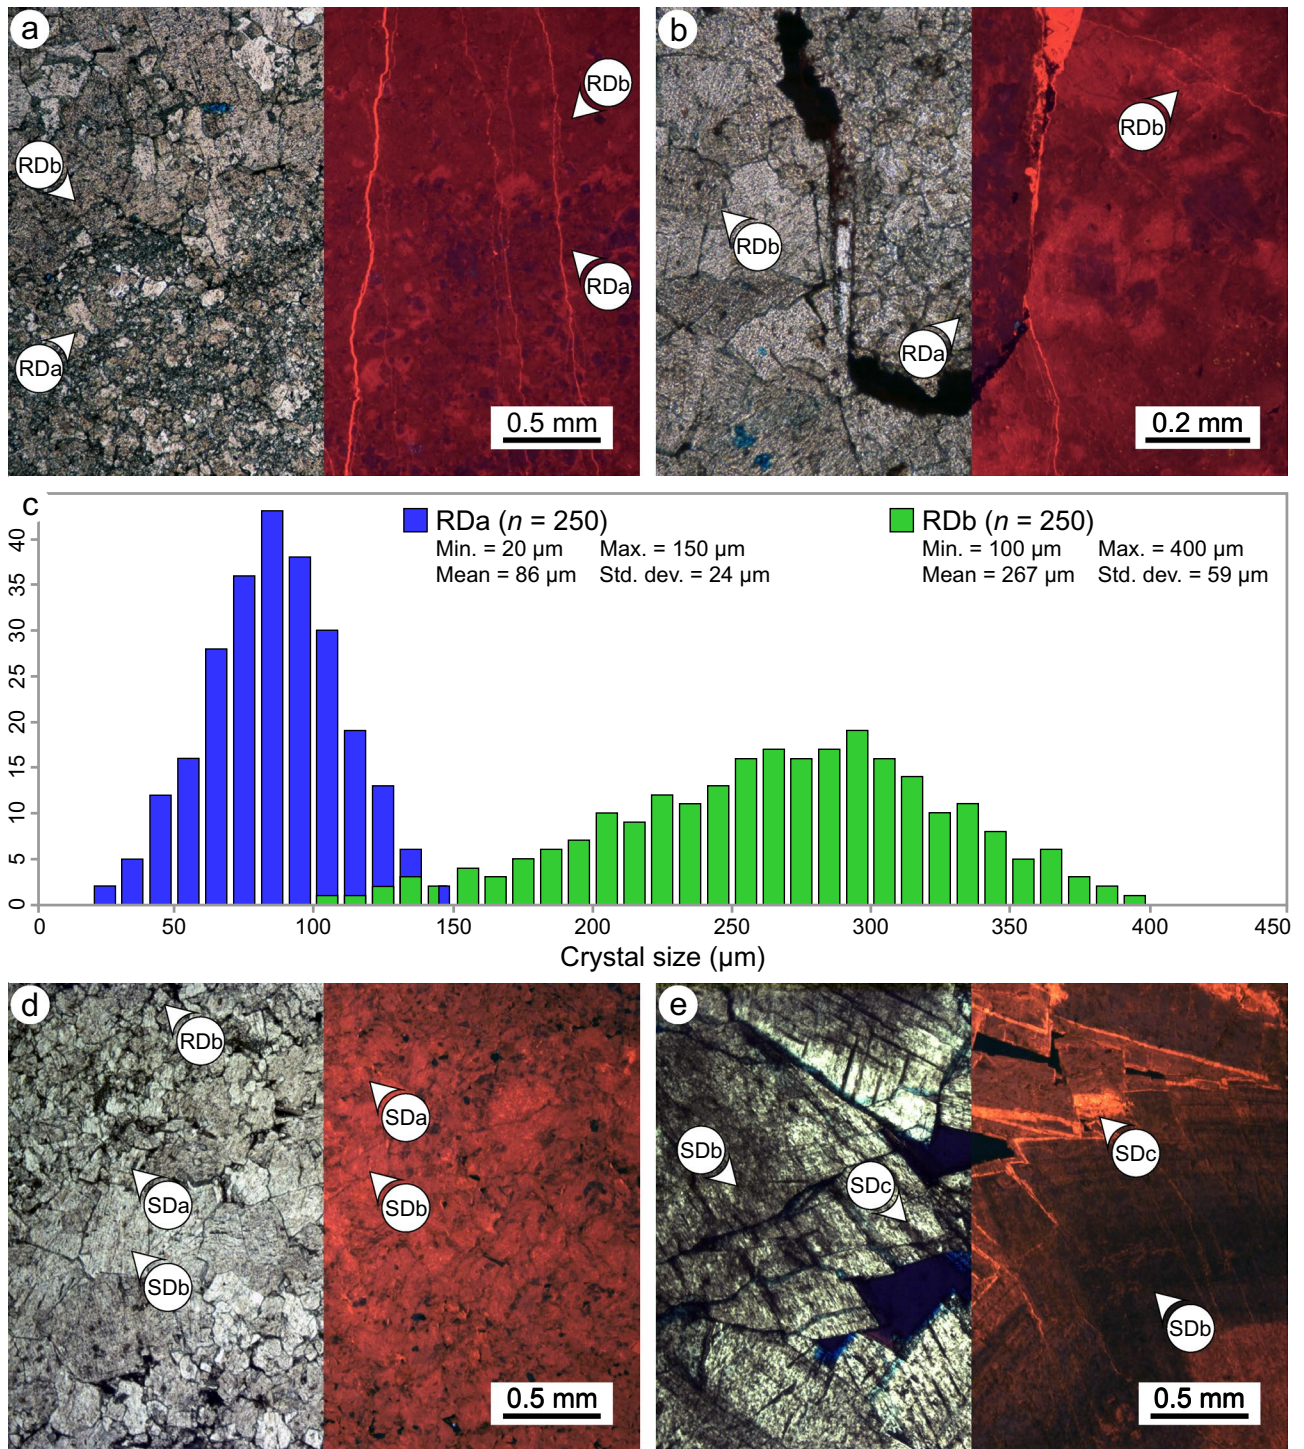 a
RDb
RDb
RDa
RDa
0.5 mm
b
RDb
RDb
RDa
0.2 mm
c
RDa (n = 250)
Min. = 20 µm Max. = 150 µm
Mean = 86 µm Std. dev. = 24 µm
RDb (n = 250)
Min. = 100 µm Max. = 400 µm
Mean = 267 µm Std. dev. = 59 µm
40
35
30
25
20
15
10
5
0
0 50 100 150 200 250 300 350 400 450
Crystal size (µm)
d
RDb
SDa
SDa
SDb
SDb
0.5 mm
e
SDb
SDc
SDc
SDb
0.5 mm